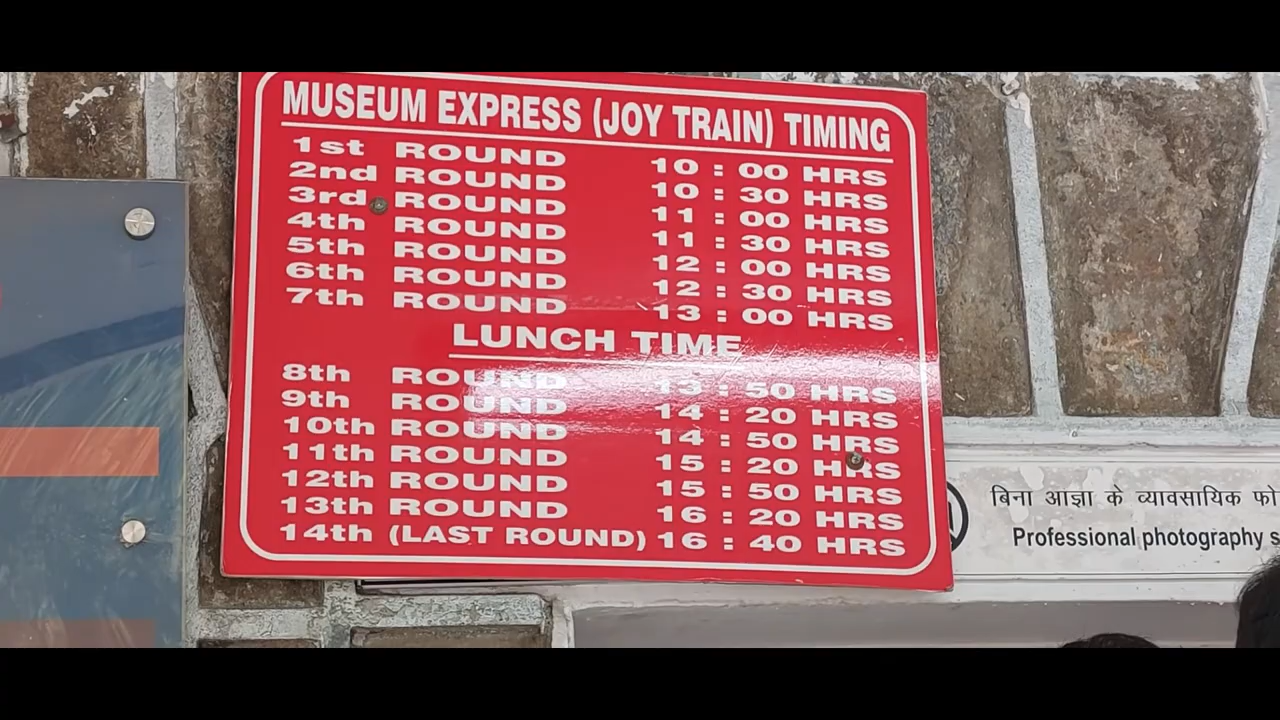 MUSEUM EXPRESS (JOY TRAIN) TIMING
1st ROUND 10 : 00 HRS
2nd ROUND 10 : 30 HRS
3rd ROUND 11 : 00 HRS
4th ROUND 11 : 30 HRS
5th ROUND 12 : 00 HRS
6th ROUND 12 : 30 HRS
7th ROUND 13 : 00 HRS
LUNCH TIME
8th ROUND 13 : 50 HRS
9th ROUND 14 : 20 HRS
10th ROUND 14 : 50 HRS
11th ROUND 15 : 20 HRS
12th ROUND 15 : 50 HRS
13th ROUND 16 : 20 HRS
14th (LAST ROUND) 16 : 40 HRS
बिना आज्ञा के व्यावसायिक
Professional photography